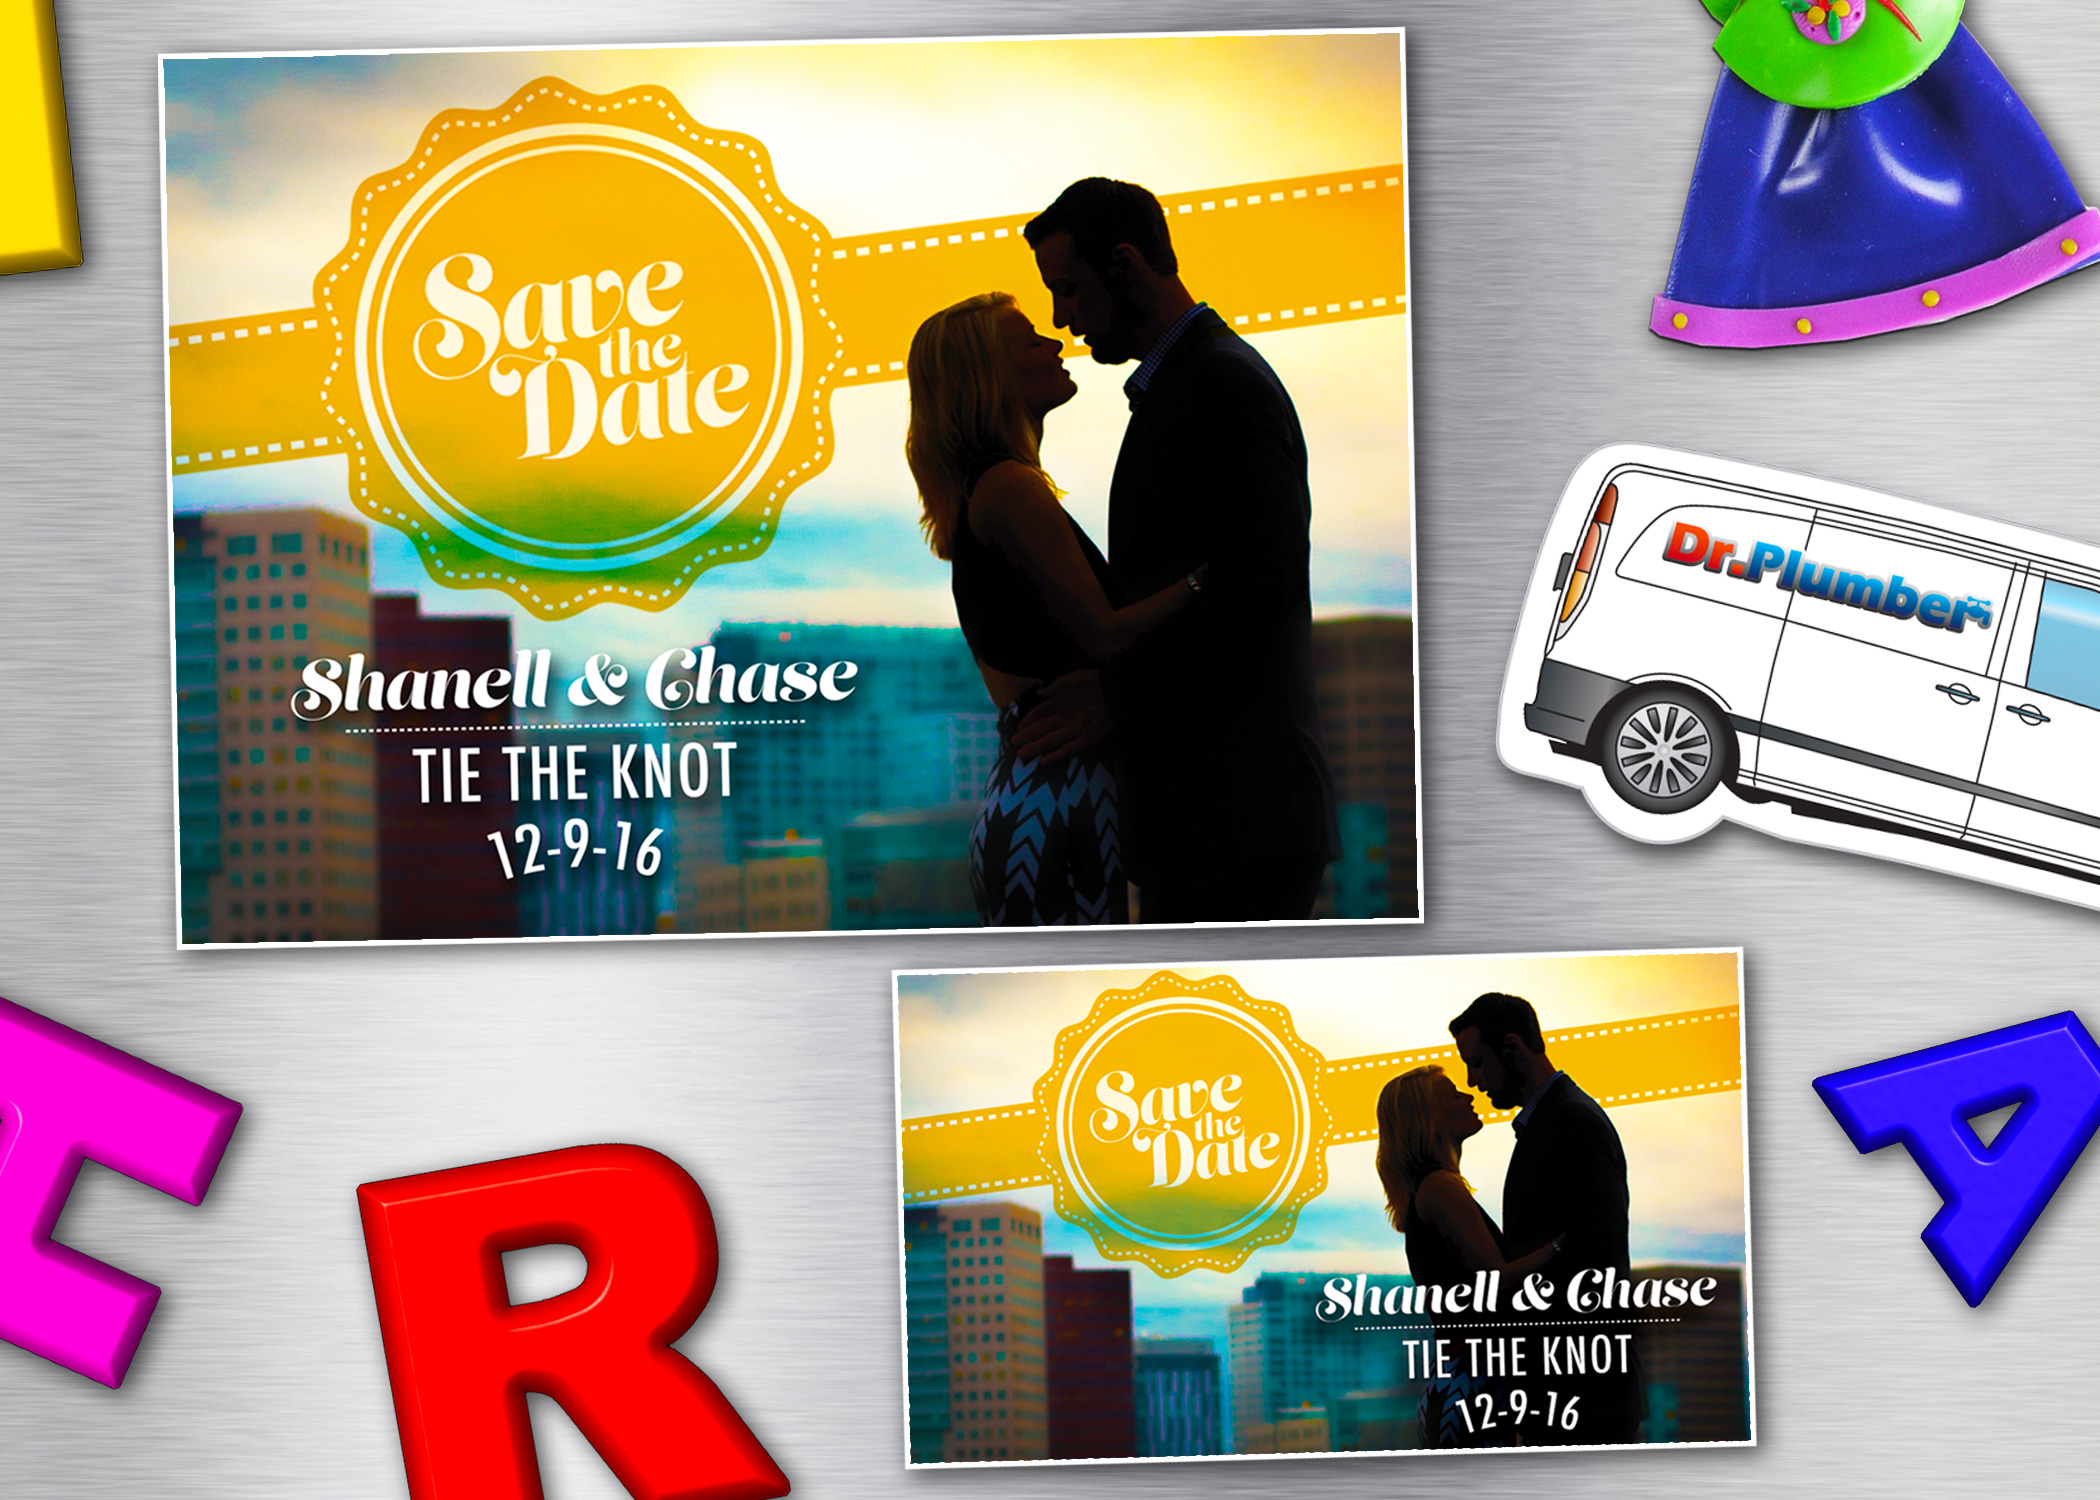 Save
the
Date
Shanell & Chase
TIE THE KNOT
12-9-16
Dr.Plumber
Save
the
Date
Shanell & Chase
TIE THE KNOT
12-9-16
R
A